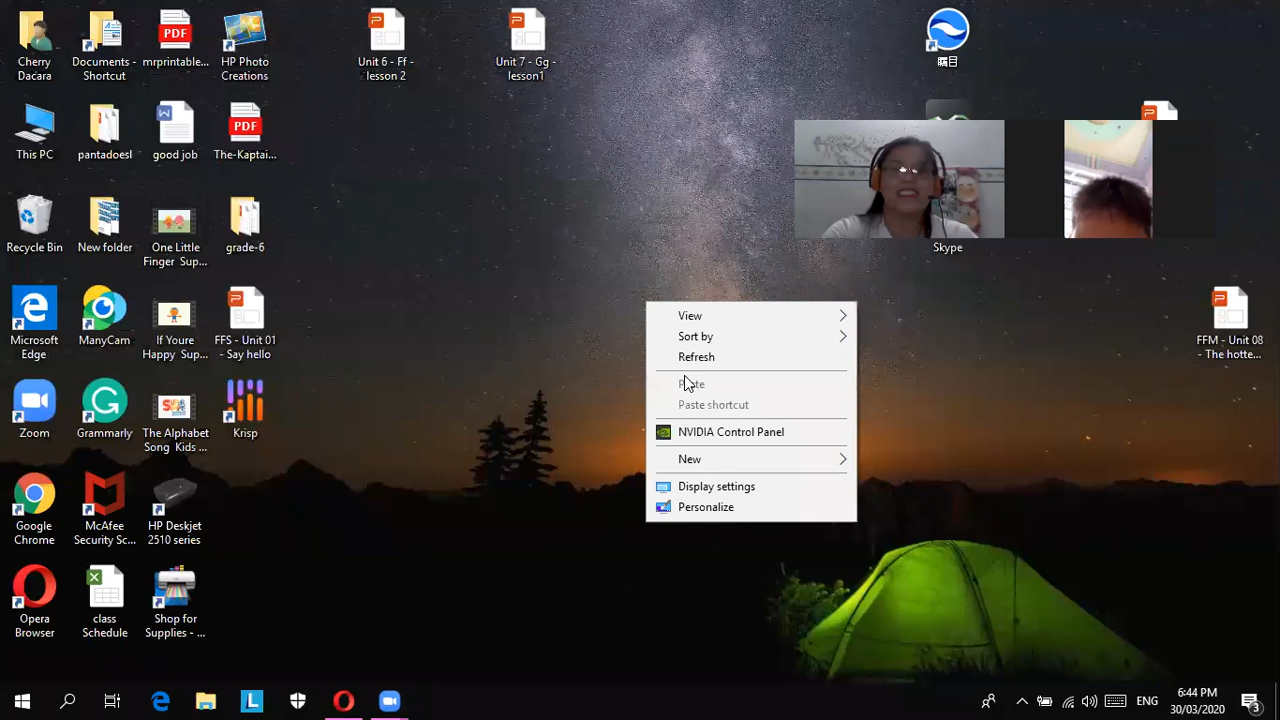 Cherry
Dacara
Documents -
Shortcut
PDF
mrprintable...
HP Photo
Creations
Unit 6 - Ff -
lesson 2
Unit 7 - Gg -
lesson1
This PC
pantadoesl
good job
PDF
The-Kaptai...
Recycle Bin
New folder
One Little
Finger Sup...
grade-6
Skype
Microsoft
Edge
ManyCam
If Youre
Happy Sup...
FFS - Unit 01
- Say hello
FFM - Unit 08
- The hotte...
View
Sort by
Refresh
Paste
Paste shortcut
NVIDIA Control Panel
New
Display settings
Personalize
Zoom
Grammarly
The Alphabet
Song Kids ...
Krisp
Google
Chrome
McAfee
Security Sc...
HP Deskjet
2510 series
Opera
Browser
class
Schedule
Shop for
Supplies - ...
ENG
6:44 PM
30/03/2020
3